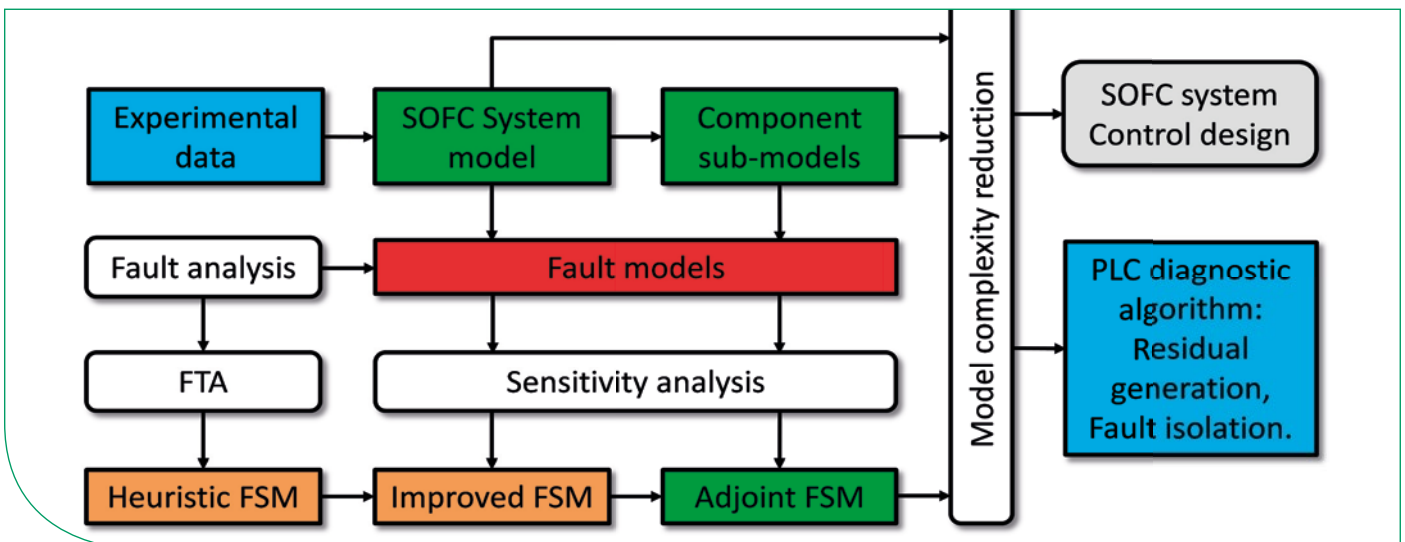 Experimental
data
SOFC System
model
Component
sub-models
Fault analysis
Fault models
FTA
Sensitivity analysis
Heuristic FSM
Improved FSM
Adjoint FSM
Model complexity reduction
SOFC system
Control design
PLC diagnostic
algorithm:
Residual
generation,
Fault isolation.